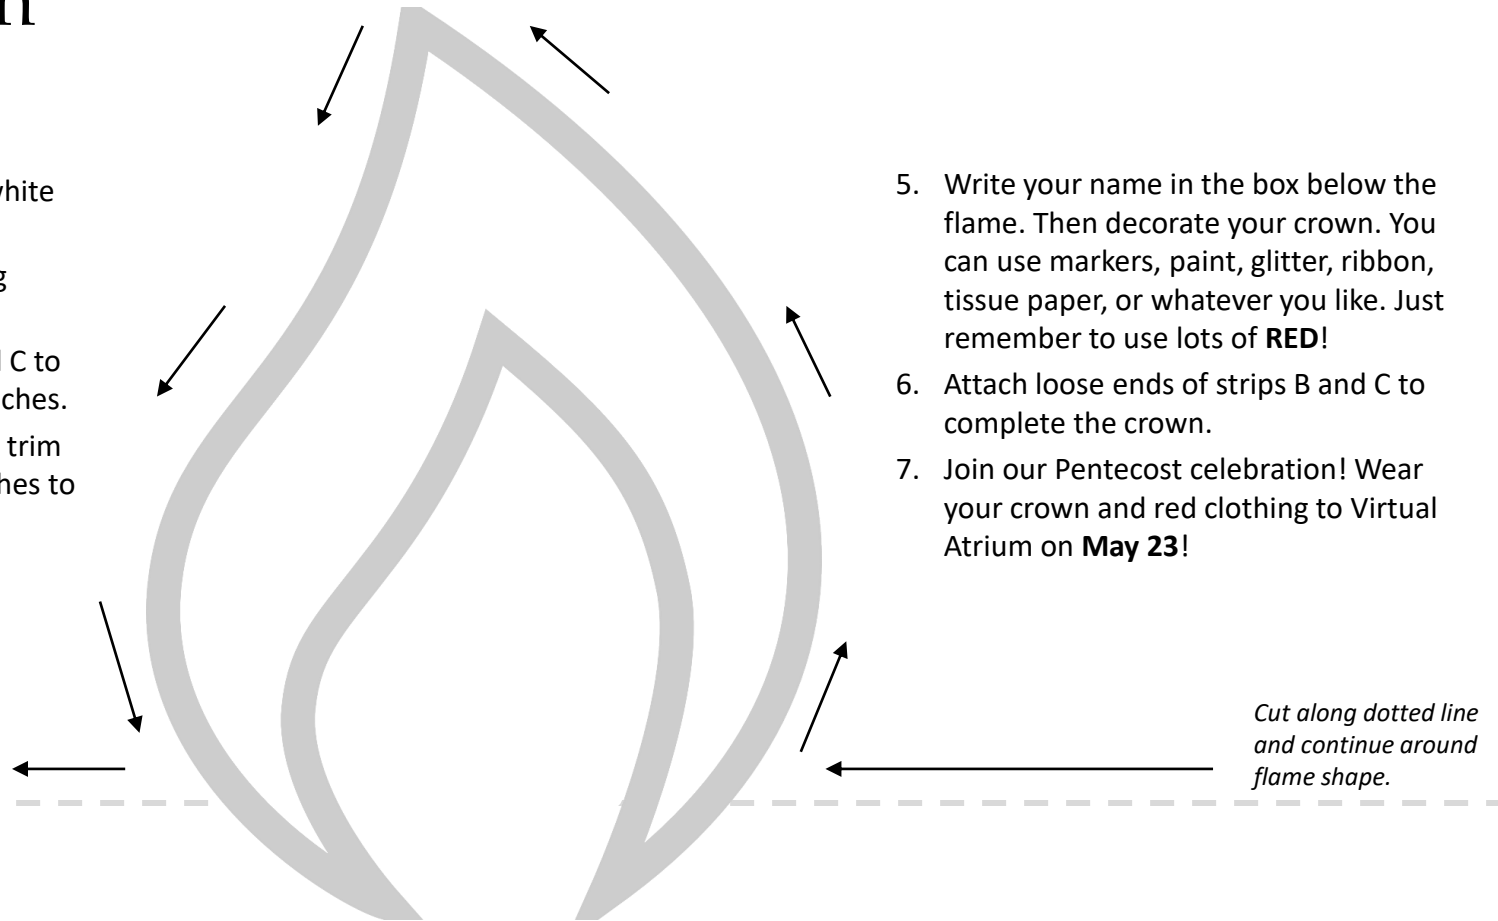 C to
trim
5. Write your name in the box below the
flame. Then decorate your crown. You
can use markers, paint, glitter, ribbon,
tissue paper, or whatever you like. Just
remember to use lots of RED!
6. Attach loose ends of strips B and C to
complete the crown.
7. Join our Pentecost celebration! Wear
your crown and red clothing to Virtual
Atrium on May 23!
Cut along dotted line
and continue around
flame shape.